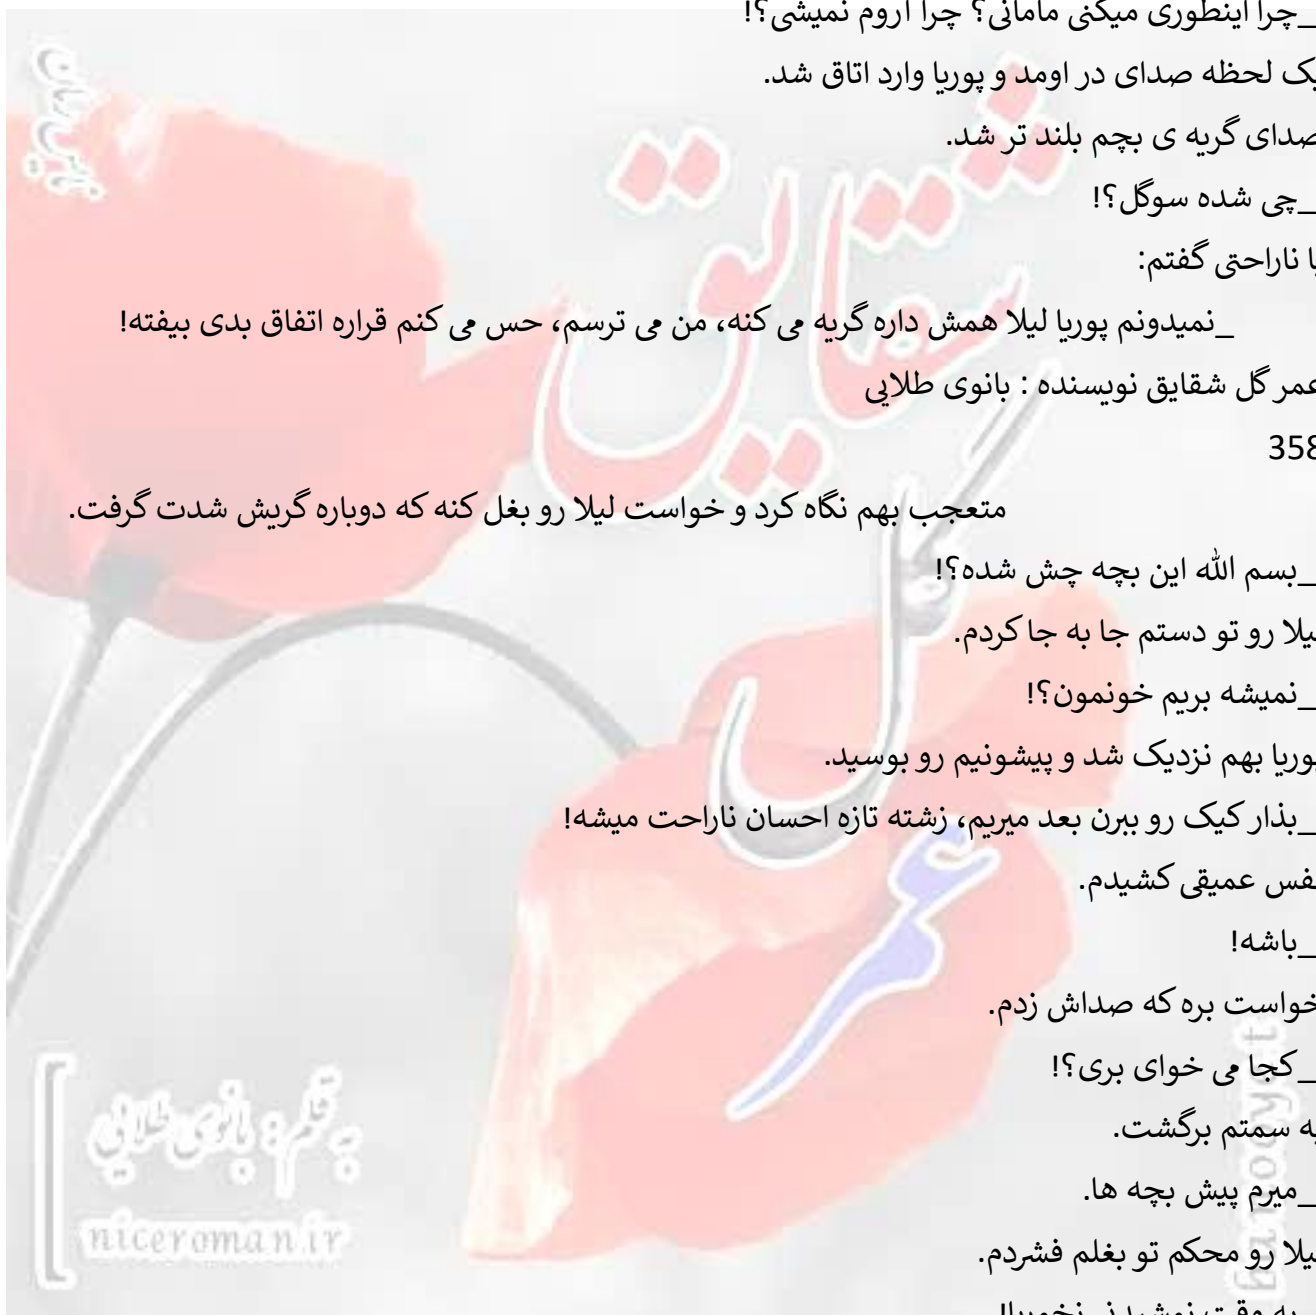 _چرا اینطوری میکنی مامانی؟ چرا آروم نمیشی؟!
یک لحظه صدای در اومد و پوریا وارد اتاق شد.
صدای گریه ی بچم بلند تر شد.
_چی شده سوگل؟!
با ناراحتی گفتم:
_نمیدونم پوریا لیلا همش داره گریه می کنه، من می ترسم، حس می کنم قراره اتفاق بدی بیفته!
عمر گل شقایق نویسنده : بانوی طلایی
358
متعجب بهم نگاه کرد و خواست لیلا رو بغل کنه که دوباره گریش شدت گرفت.
_بسم الله این بچه چش شده؟!
لیلا رو تو دستم جا به جا کردم.
_نمیشه بریم خونمون؟!
پوریا بهم نزدیک شد و پیشونیم رو بوسید.
_بذار کیک رو ببرن بعد میریم، زشته تازه احسان ناراحت میشه!
نفس عمیقی کشیدم.
_باشه!
خواست بره که صداش زدم.
_کجا می خوای بری؟!
به سمتم برگشت.
_میرم پیش بچه ها.
لیلا رو محکم تو بغلم فشردم.
_یه وقت نوشیدنی نخوریا!
شقایق
گل
عمر
به قلم : بانوی طلایی
niceroman.ir